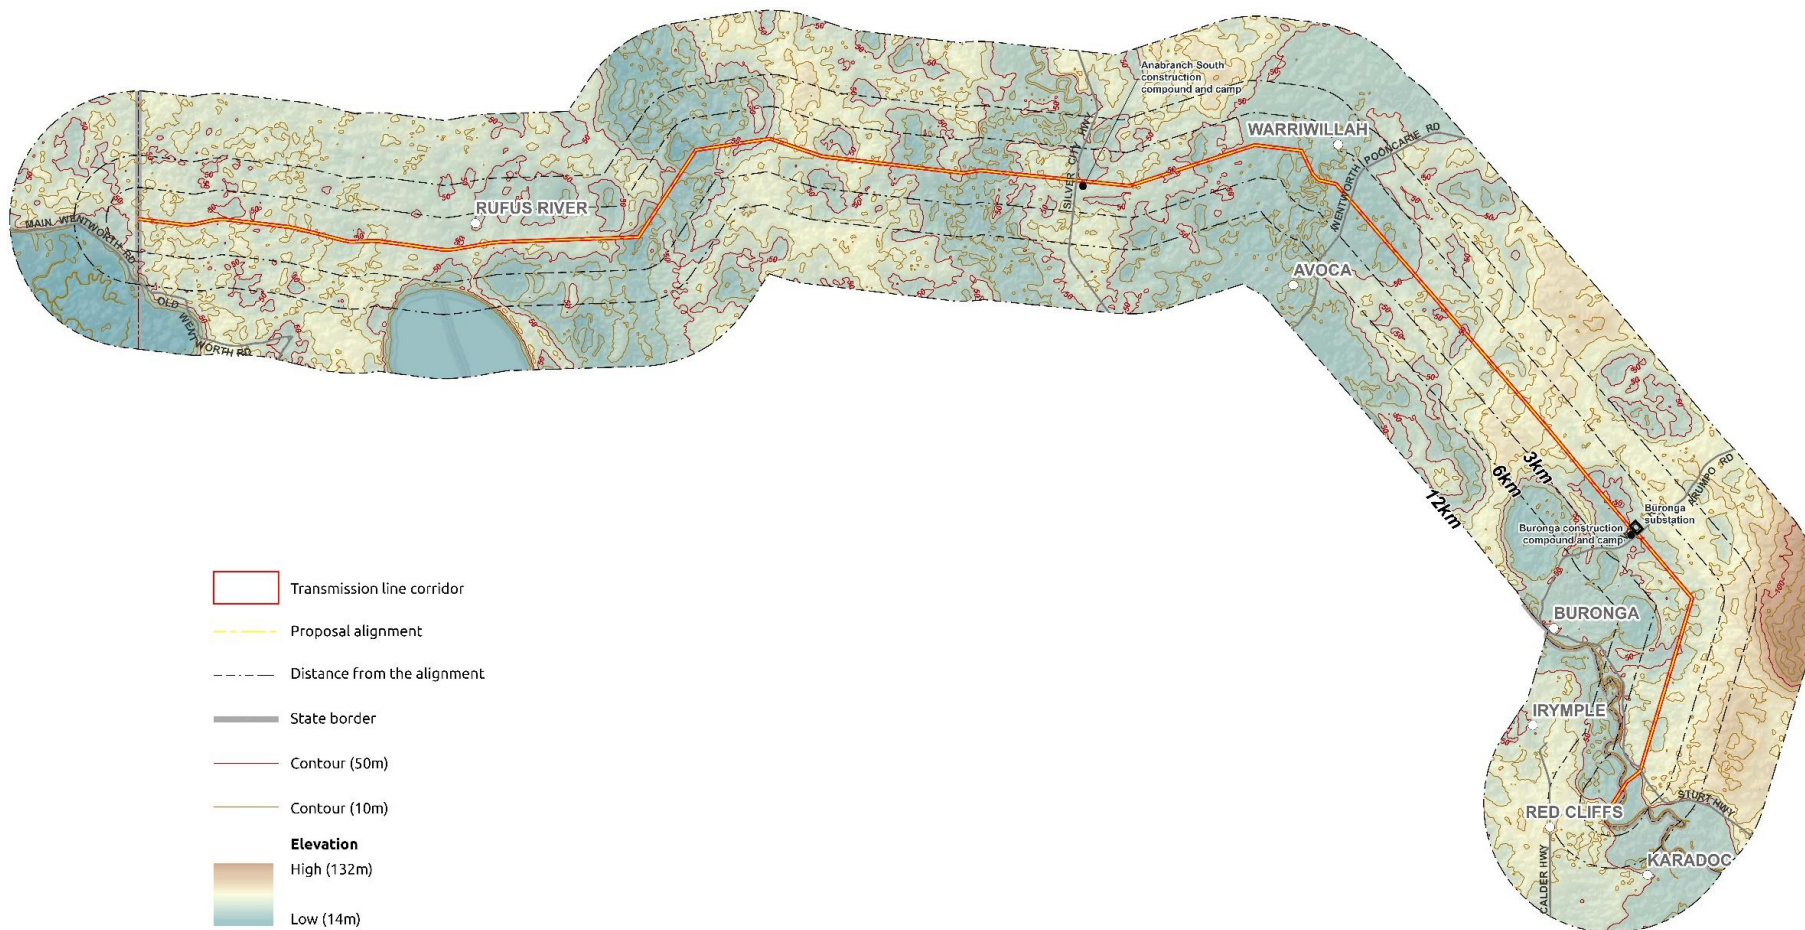 Anabranch South
construction
compound and camp
SILVER CITY HWY
WARRIWILLAH
POONCARIE RD
WENTWORTH
RUFUS RIVER
MAIN WENTWORTH RD
OLD WENTWORTH RD
AVOCA
3km
6km
12km
ARUMPO RD
Buronga
substation
Buronga construction
compound and camp
BURONGA
IRYMPLE
STURT HWY
RED CLIFFS
KARADOC
CALDER HWY
100
50
Transmission line corridor
Proposal alignment
Distance from the alignment
State border
Contour (50m)
Contour (10m)
Elevation
High (132m)
Low (14m)